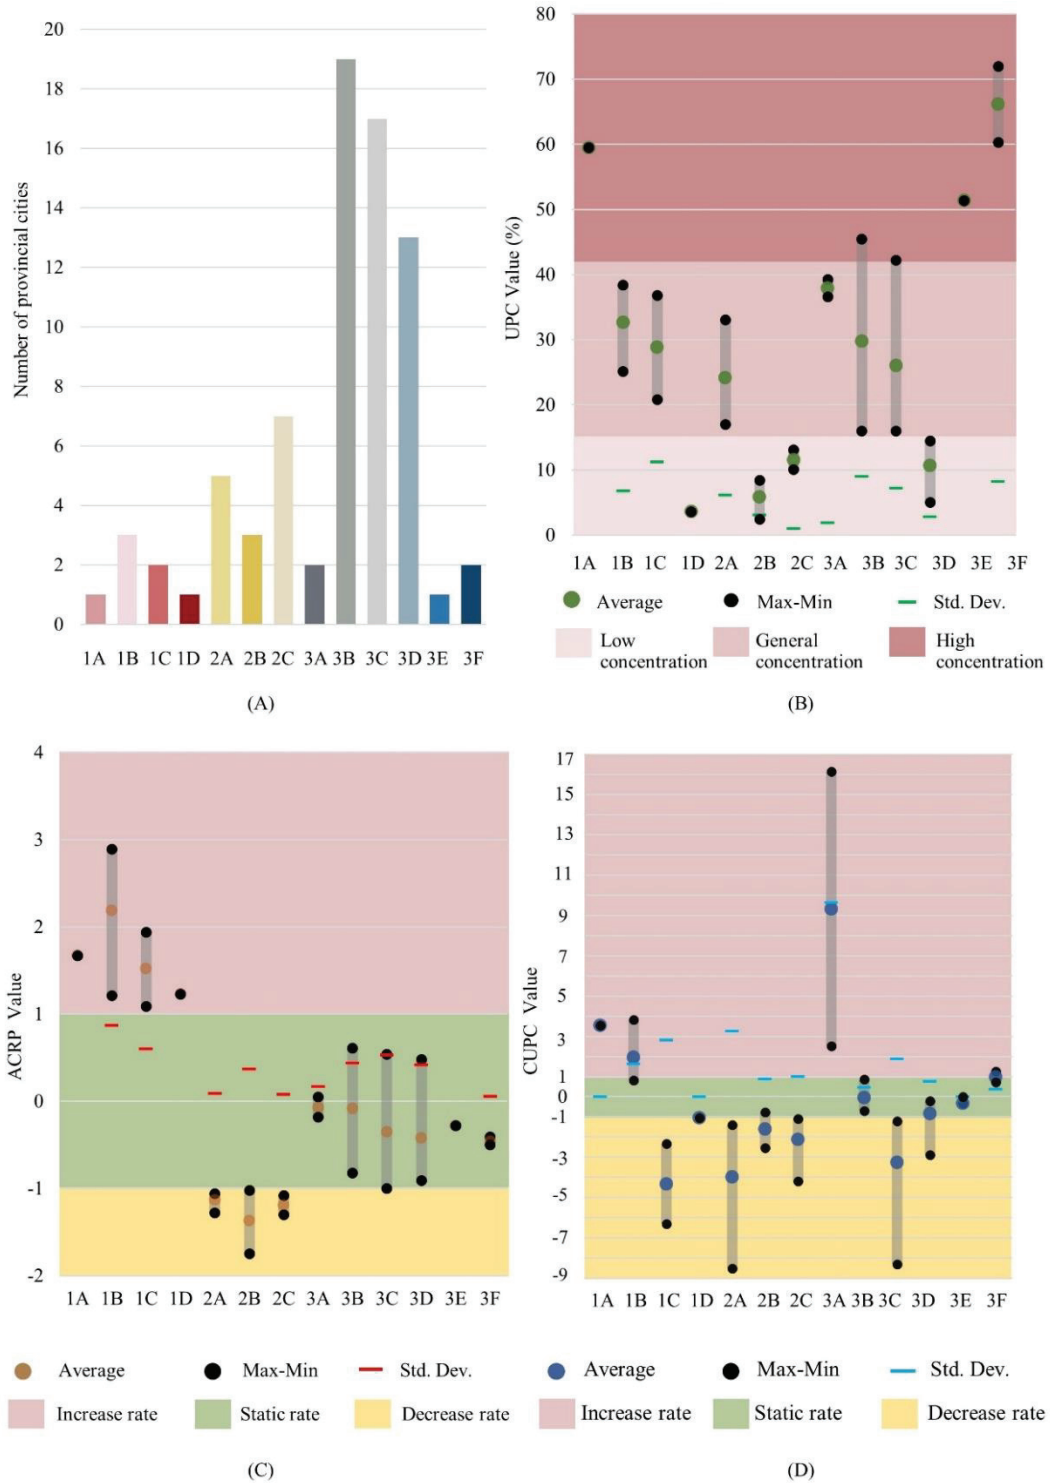 Number of provincial cities
20
18
16
14
12
10
8
6
4
2
0
1A 1B 1C 1D 2A 2B 2C 3A 3B 3C 3D 3E 3F
(A)
UPC Value (%)
80
70
60
50
40
30
20
10
0
1A 1B 1C 1D 2A 2B 2C 3A 3B 3C 3D 3E 3F
Average Max-Min Std. Dev.
Low concentration General concentration High concentration
(B)
ACRP Value
4
3
2
1
0
-1
-2
1A 1B 1C 1D 2A 2B 2C 3A 3B 3C 3D 3E 3F
Average Max-Min Std. Dev.
Increase rate Static rate Decrease rate
(C)
CUPC Value
17
15
13
11
9
7
5
3
1
0
-1
-3
-5
-7
-9
1A 1B 1C 1D 2A 2B 2C 3A 3B 3C 3D 3E 3F
Average Max-Min Std. Dev.
Increase rate Static rate Decrease rate
(D)